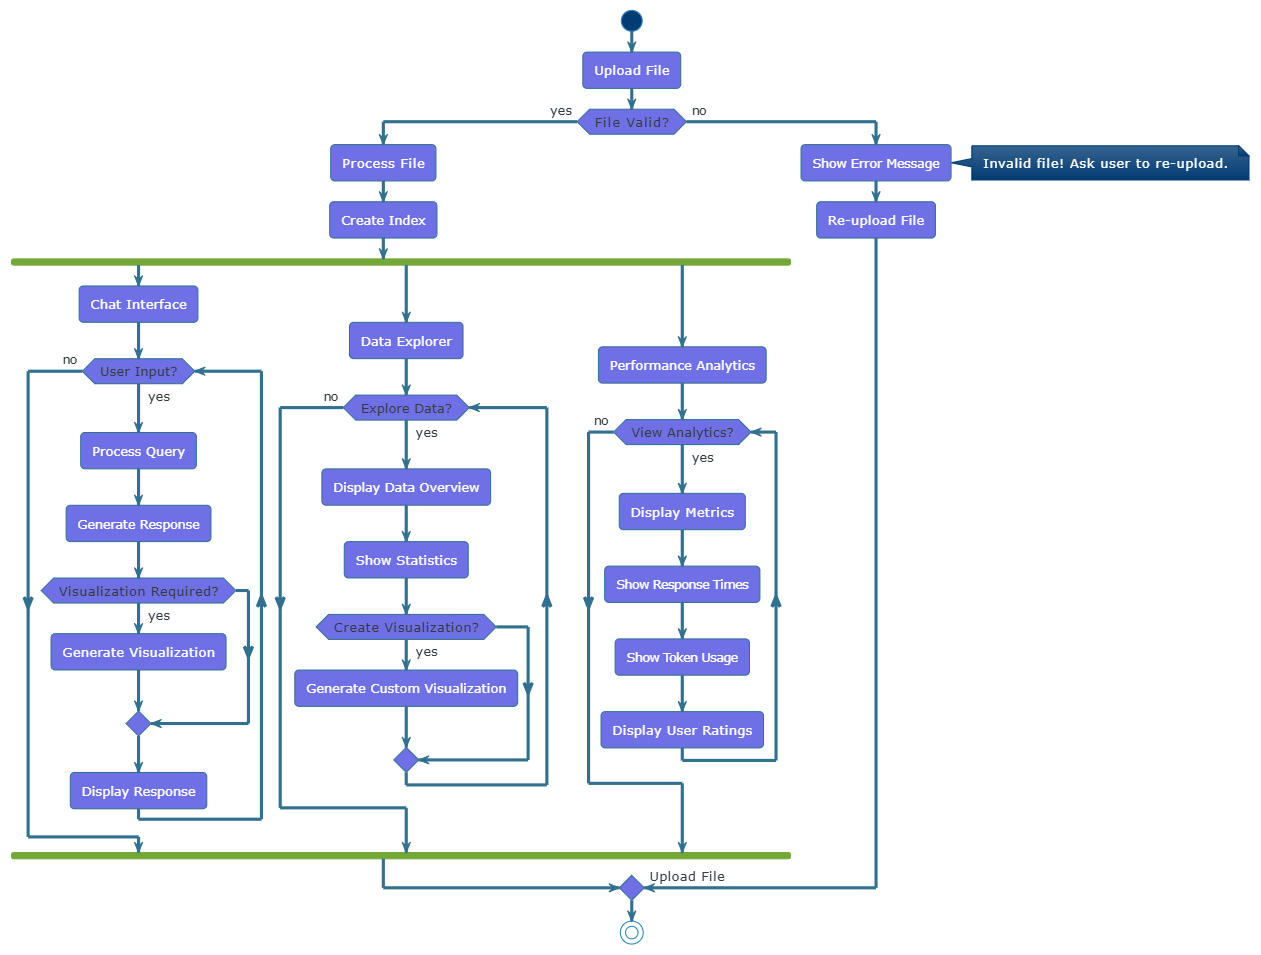 Upload File
yes
File Valid?
no
Process File
Show Error Message
Invalid file! Ask user to re-upload.
Create Index
Re-upload File
Chat Interface
no
User Input?
yes
Process Query
Generate Response
Visualization Required?
yes
Generate Visualization
Display Response
Data Explorer
no
Explore Data?
yes
Display Data Overview
Show Statistics
Create Visualization?
yes
Generate Custom Visualization
Performance Analytics
no
View Analytics?
yes
Display Metrics
Show Response Times
Show Token Usage
Display User Ratings
Upload File